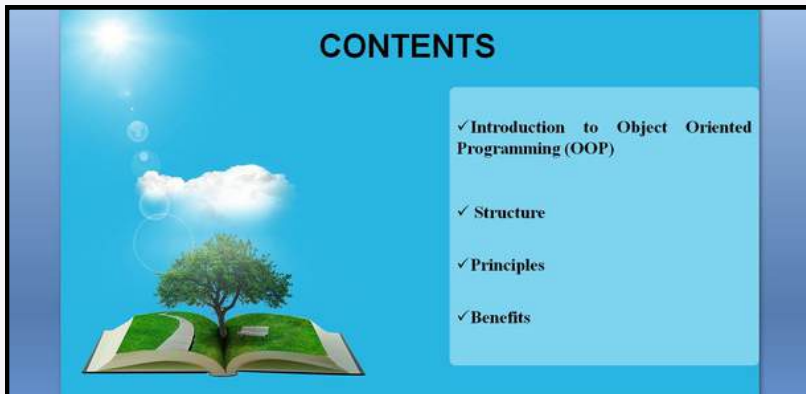 CONTENTS
✓Introduction to Object Oriented
Programming (OOP)
✓ Structure
✓Principles
✓Benefits